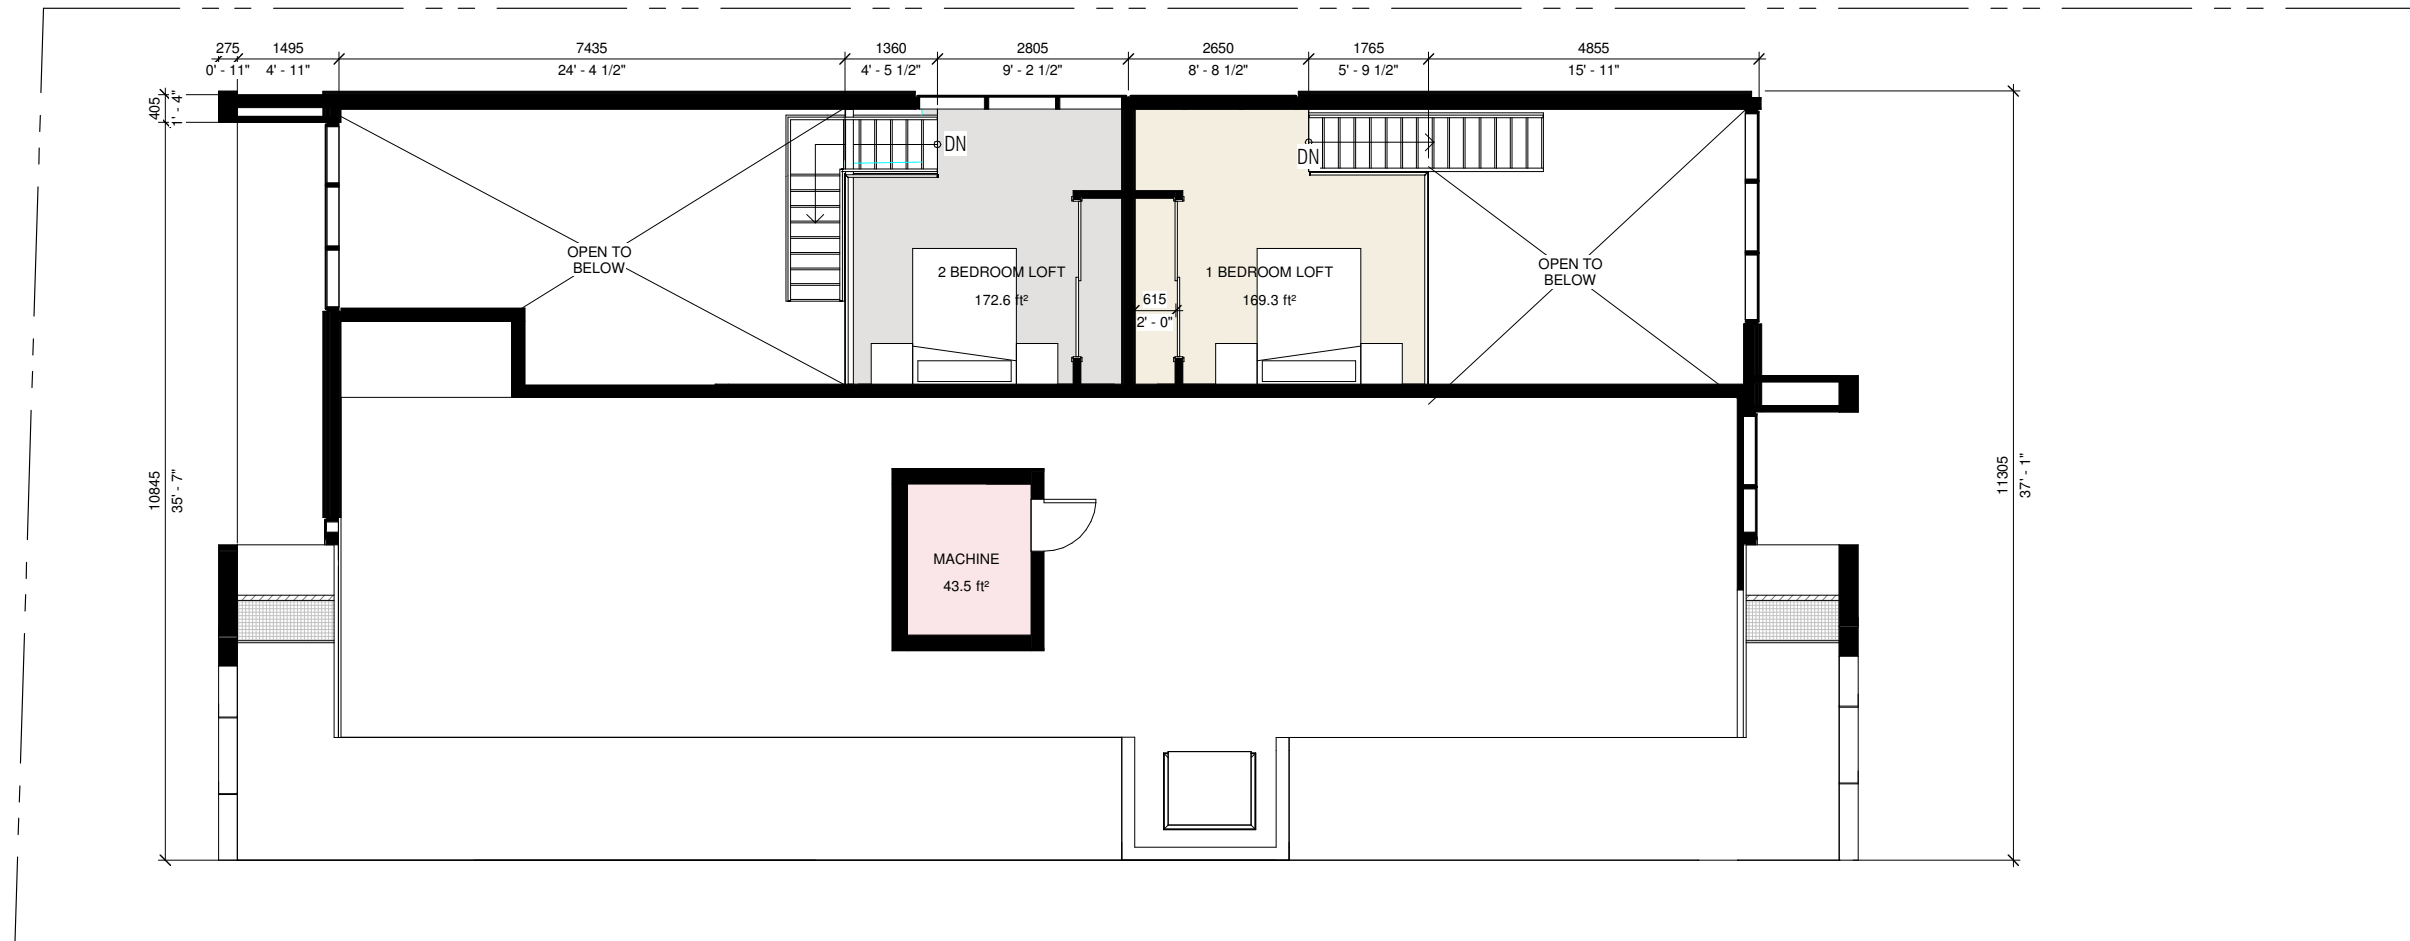 275 1495 7435 1360 2805 2650 1765 4855
0' - 11" 4' - 11" 24' - 4 1/2" 4' - 5 1/2" 9' - 2 1/2" 8' - 8 1/2" 5' - 9 1/2" 15' - 11"
405
1' - 4"
DN
DN
OPEN TO
BELOW
2 BEDROOM LOFT
172.6 ft²
1 BEDROOM LOFT
169.3 ft²
615
2' - 0"
OPEN TO
BELOW
10845
35' - 7"
11305
37' - 1"
MACHINE
43.5 ft²